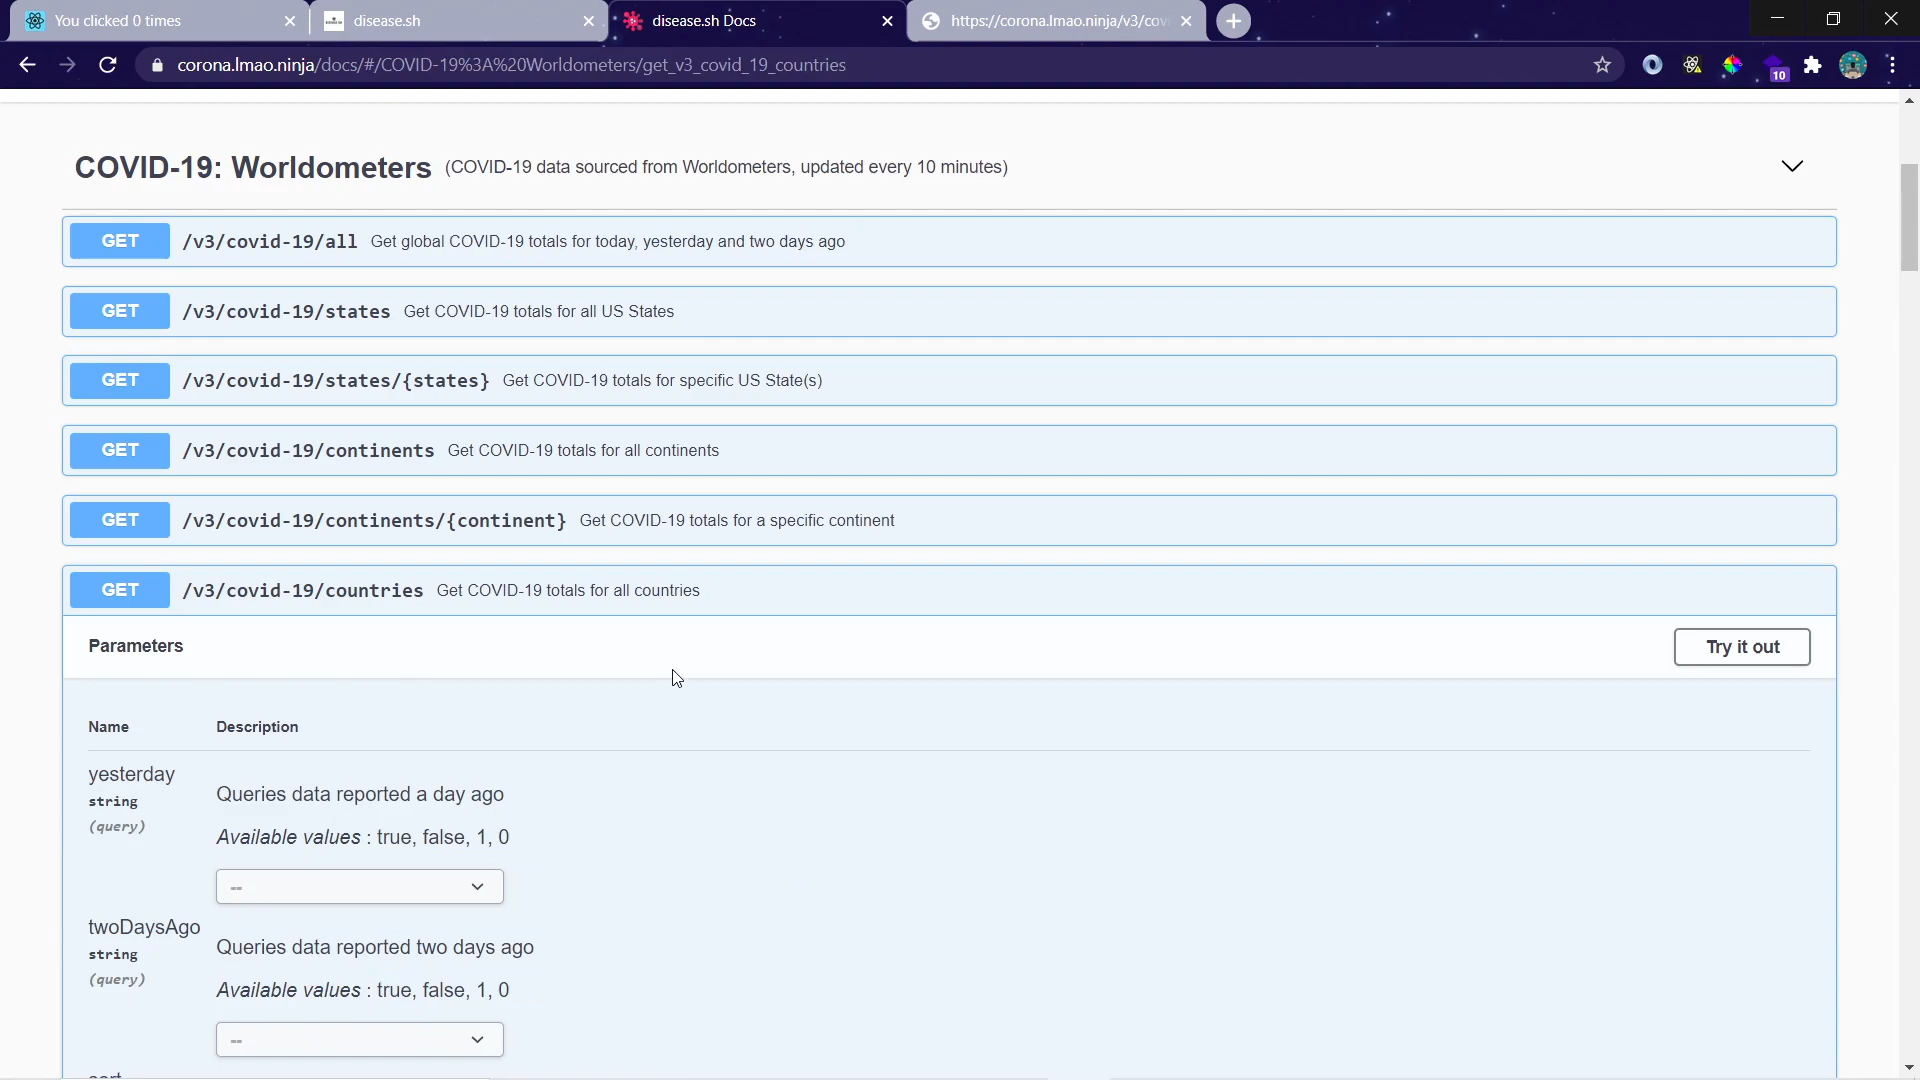 You clicked 0 times
disease.sh
disease.sh Docs
https://corona.lmao.ninja/v3/cov
corona.lmao.ninja/docs/#/COVID-19%3A%20Worldometers/get_v3_covid_19_countries
10
COVID-19: Worldometers (COVID-19 data sourced from Worldometers, updated every 10 minutes)
GET /v3/covid-19/all Get global COVID-19 totals for today, yesterday and two days ago
GET /v3/covid-19/states Get COVID-19 totals for all US States
GET /v3/covid-19/states/{states} Get COVID-19 totals for specific US State(s)
GET /v3/covid-19/continents Get COVID-19 totals for all continents
GET /v3/covid-19/continents/{continent} Get COVID-19 totals for a specific continent
GET /v3/covid-19/countries Get COVID-19 totals for all countries
Parameters
Try it out
Name Description
yesterday
string
(query)
Queries data reported a day ago
Available values : true, false, 1, 0
--
twoDaysAgo
string
(query)
Queries data reported two days ago
Available values : true, false, 1, 0
--